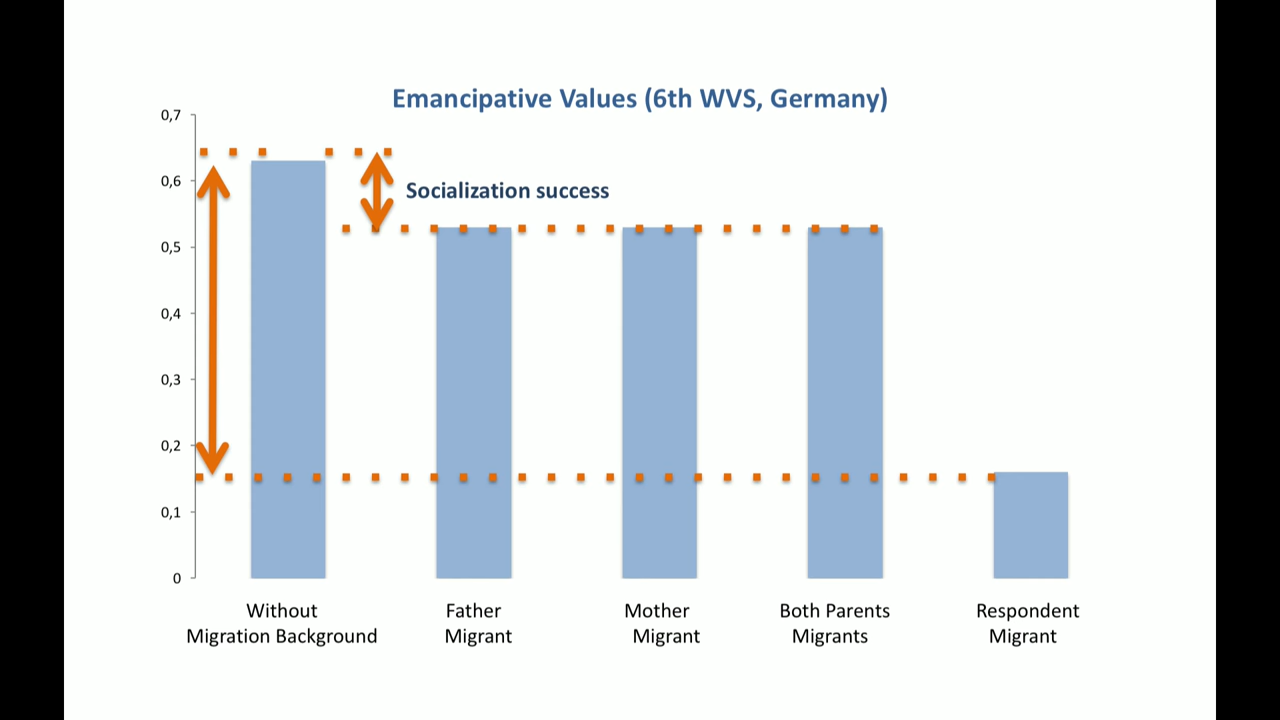 Emancipative Values (6th WVS, Germany)
0,7
0,6
Socialization success
0,5
0,4
0,3
0,2
0,1
0
Without
Migration Background
Father
Migrant
Mother
Migrant
Both Parents
Migrants
Respondent
Migrant